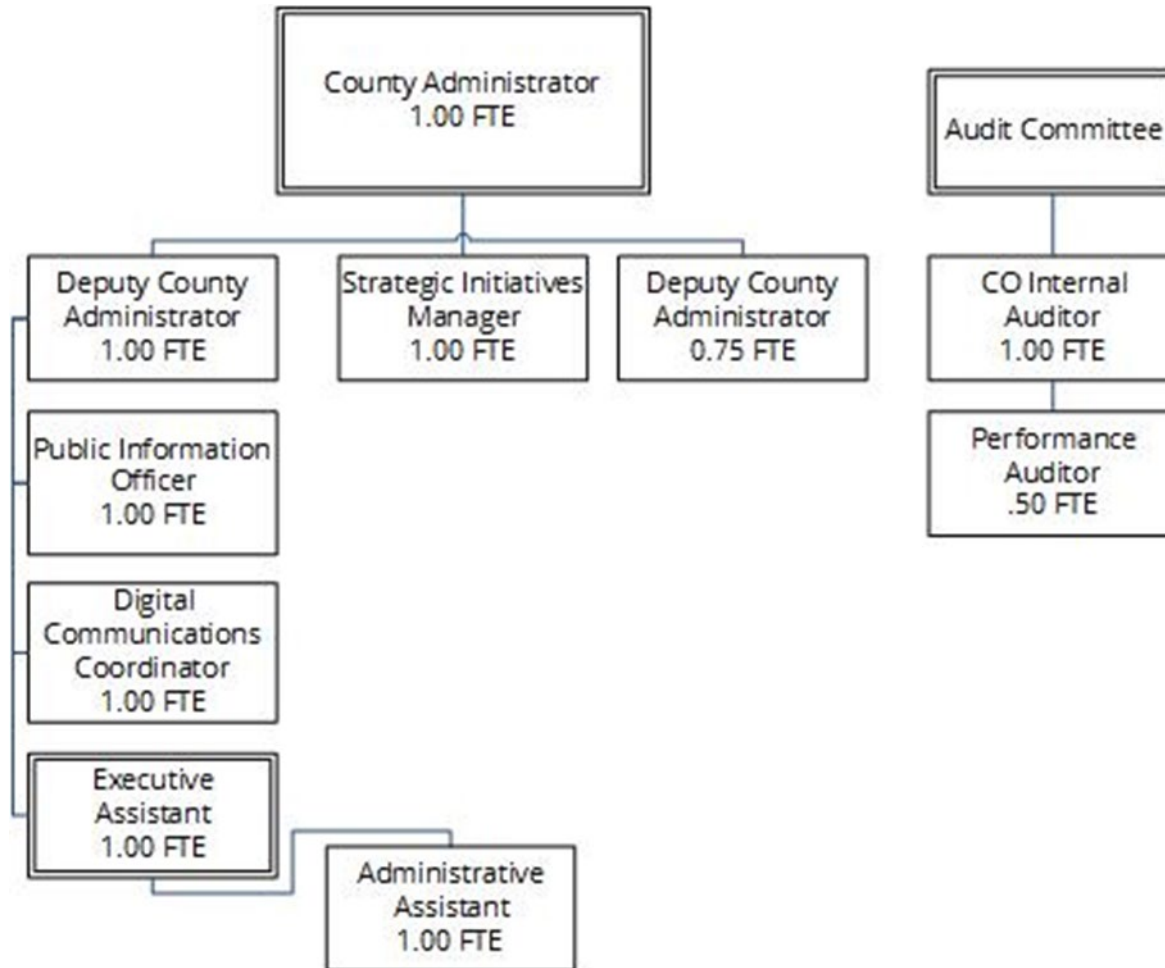 County Administrator
1.00 FTE
Audit Committee
Deputy County
Administrator
1.00 FTE
Strategic Initiatives
Manager
1.00 FTE
Deputy County
Administrator
0.75 FTE
CO Internal
Auditor
1.00 FTE
Public Information
Officer
1.00 FTE
Performance
Auditor
.50 FTE
Digital
Communications
Coordinator
1.00 FTE
Executive
Assistant
1.00 FTE
Administrative
Assistant
1.00 FTE